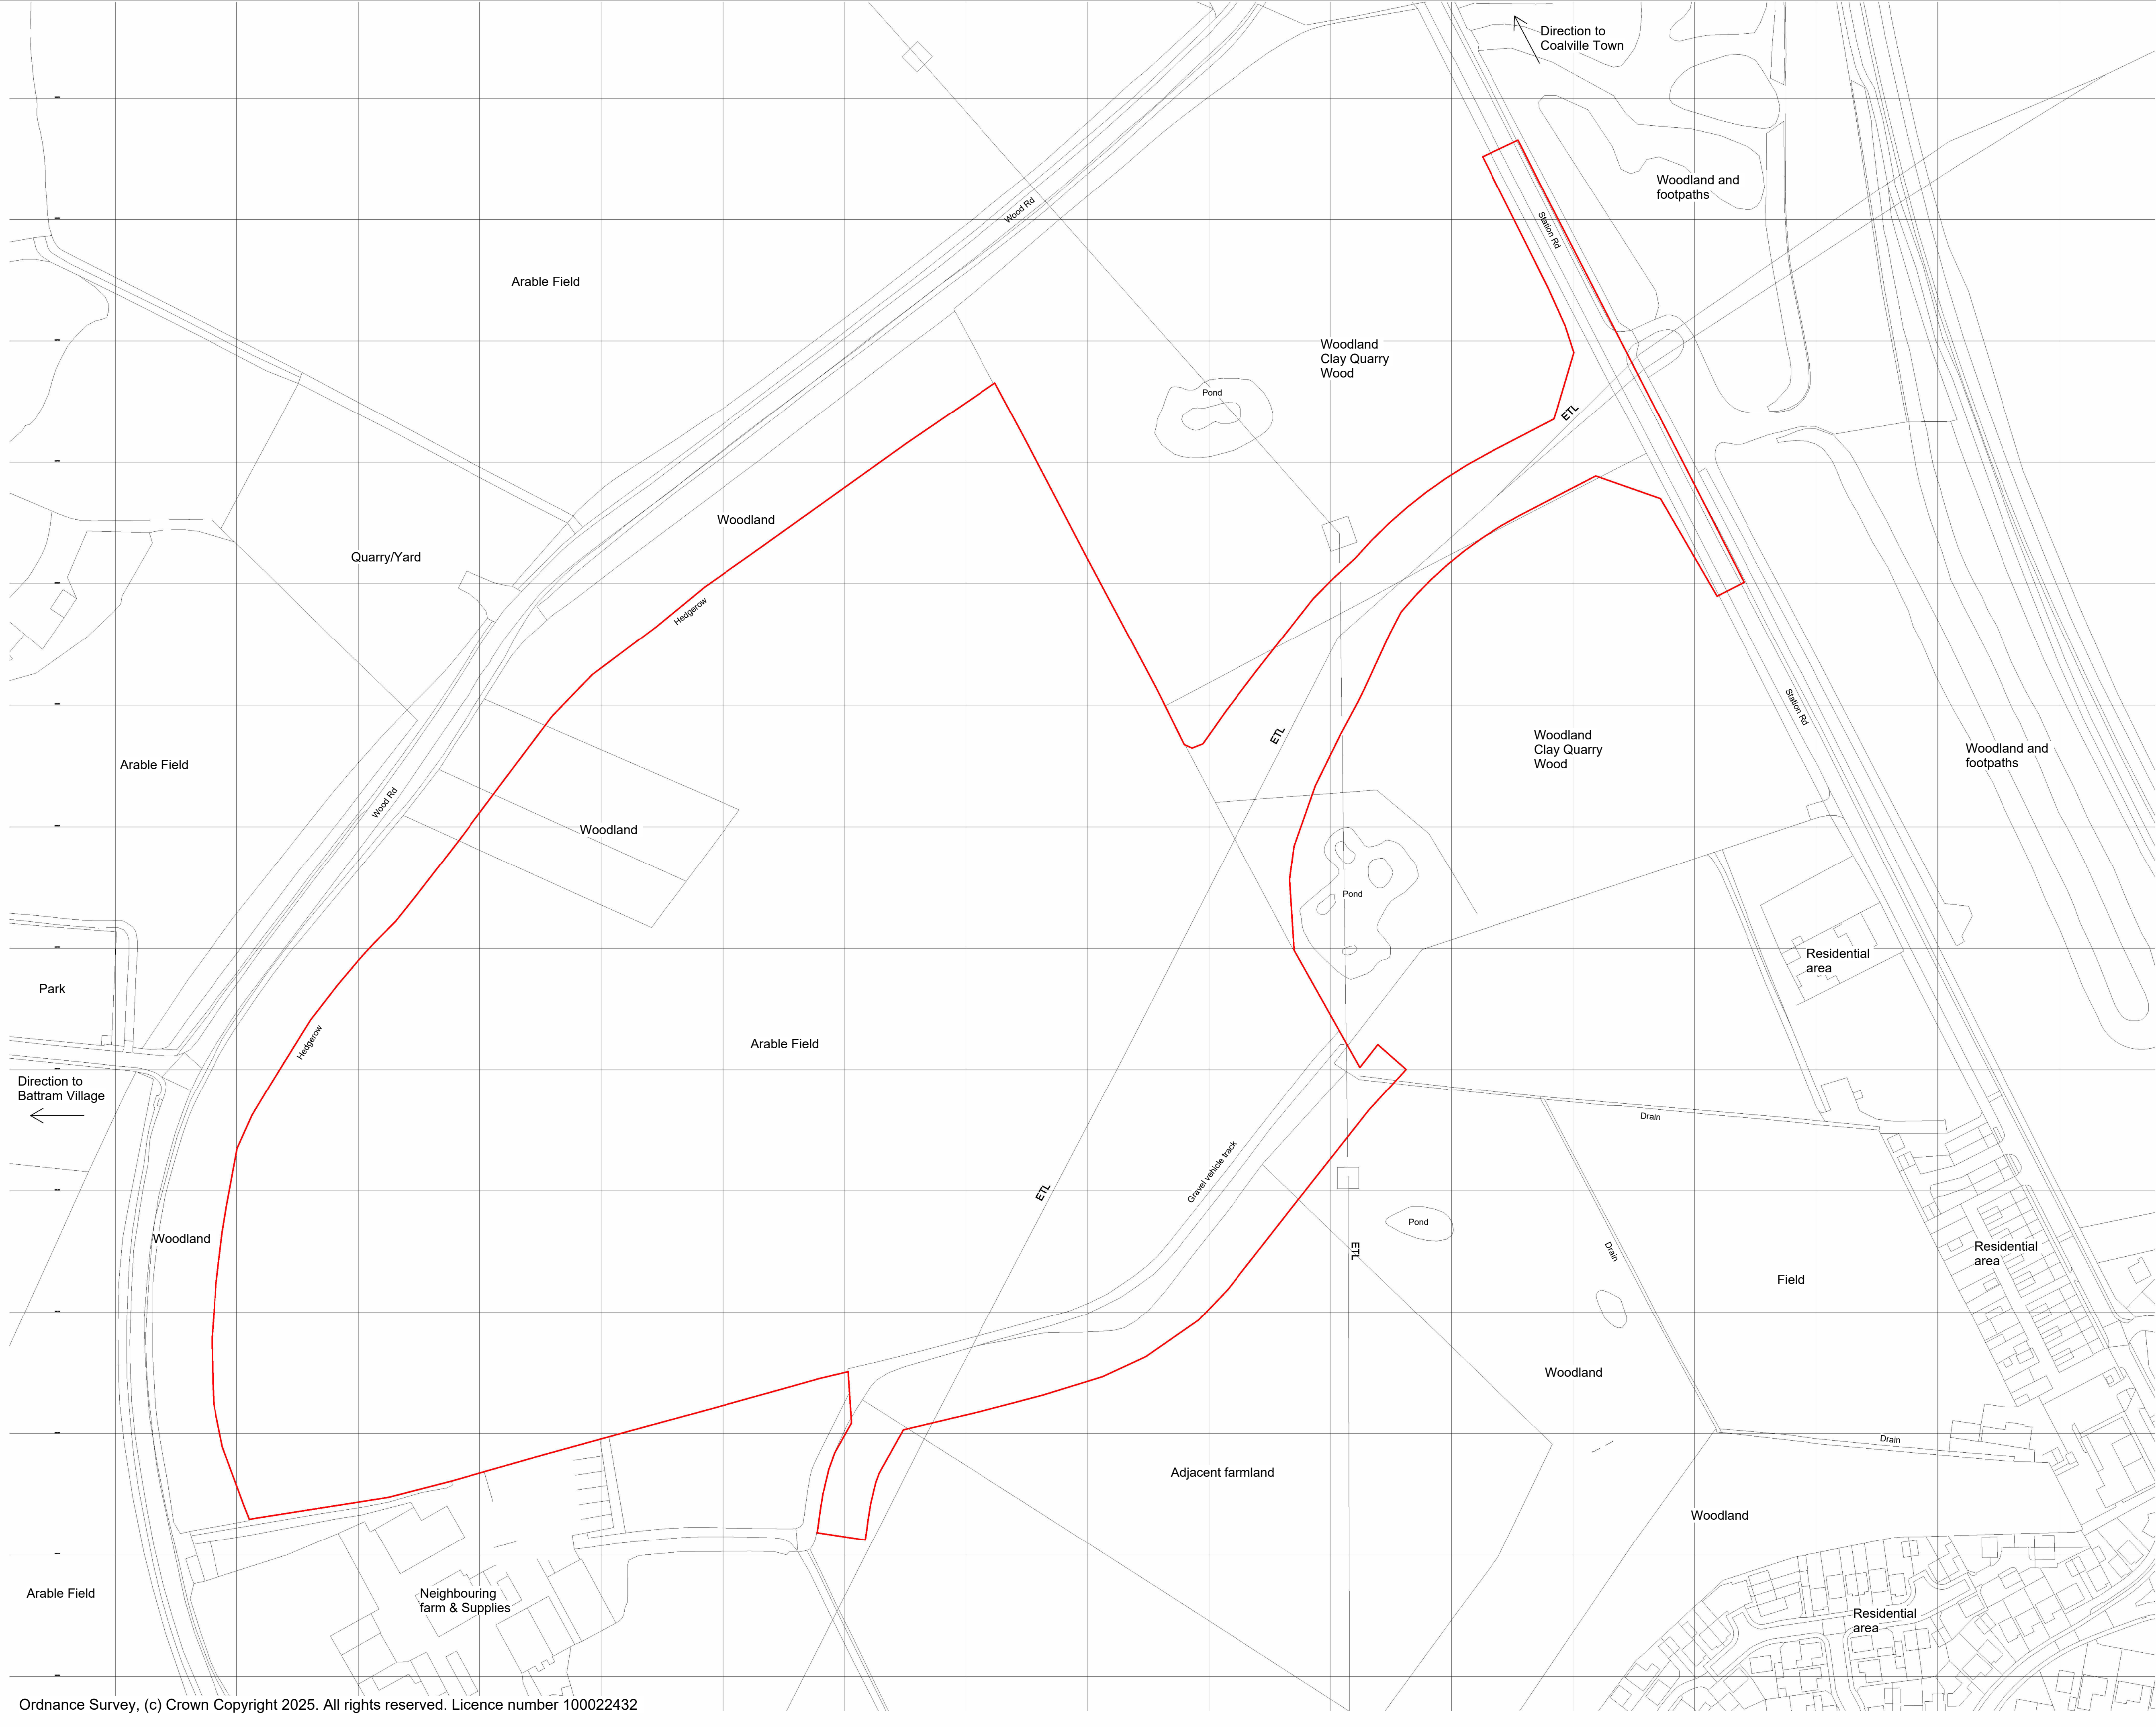 Direction to
Coalville Town
Woodland and
footpaths
Wood Rd
Station Rd
Arable Field
Woodland
Clay Quarry
Wood
Pond
ETL
Woodland
Quarry/Yard
Hedgerow
Station Rd
ETL
Woodland
Clay Quarry
Wood
Woodland and
footpaths
Arable Field
Wood Rd
Woodland
Pond
Residential
area
Park
Hedgerow
Arable Field
Direction to
Battram Village
Drain
Gravel vehicle track
ETL
Pond
ETL
Drain
Woodland
Residential
area
Field
Woodland
Drain
Adjacent farmland
Woodland
Arable Field
Neighbouring
farm & Supplies
Residential
area
Ordnance Survey, (c) Crown Copyright 2025. All rights reserved. Licence number 100022432